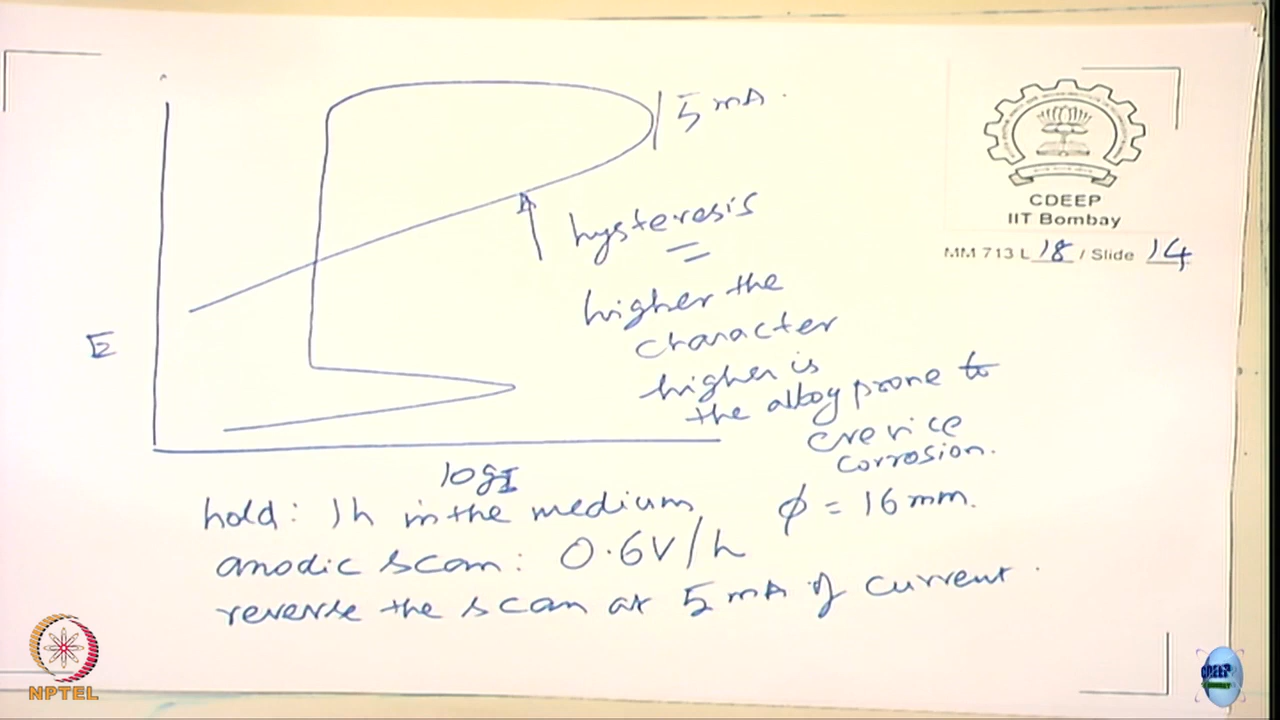 5 mA
CDEEP
IIT Bombay
MM 713 L 18 / Slide 14
hysteresis
higher the
character
higher is
the alloy prone to
crevice
corrosion.
E
log I
hold: 1h in the medium
φ = 16 mm.
anodic scan: 0.6V/h
reverse the scan at 5 mA of current.
NPTEL
CDEEP